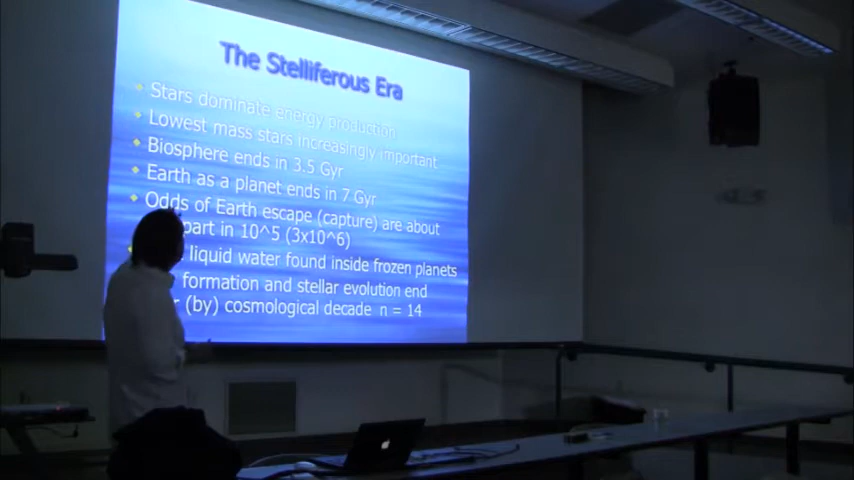 The Stelliferous Era
Stars dominate energy production
Lowest mass stars increasingly important
Biosphere ends in 3.5 Gyr
Earth as a planet ends in 7 Gyr
Odds of Earth escape (capture) are about
part in 10^5 (3x10^6)
liquid water found inside frozen planets
formation and stellar evolution end
(by) cosmological decade n = 14